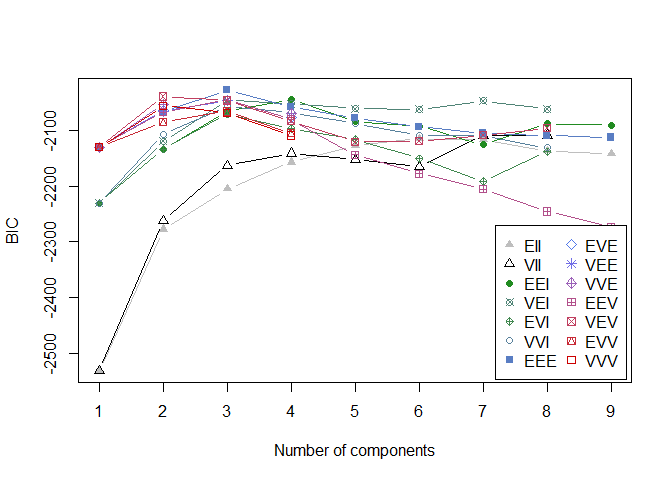 BIC
-2100
-2200
-2300
-2400
-2500
1 2 3 4 5 6 7 8 9
Number of components
EII EVE
VII VEE
EEI VVE
VEI EEV
EVI VEV
VVI EVV
EEE VVV